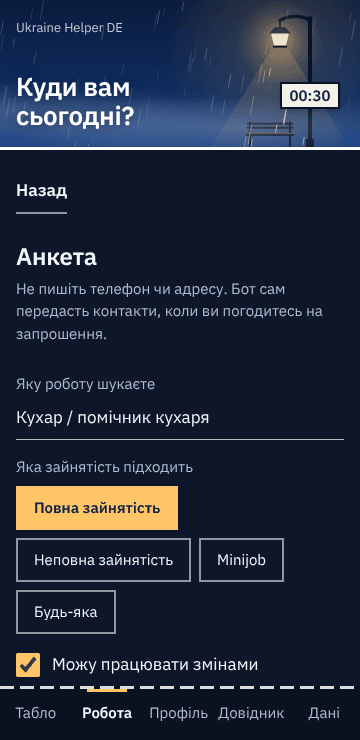 Ukraine Helper DE
Куди вам
сьогодні?
00:30
Назад
Анкета
Не пишіть телефон чи адресу. Бот сам
передасть контакти, коли ви погодитесь на
запрошення.
Яку роботу шукаєте
Кухар / помічник кухаря
Яка зайнятість підходить
Повна зайнятість
Неповна зайнятість
Minijob
Будь-яка
Можу працювати змінами
Табло Робота Профіль Довідник Дані